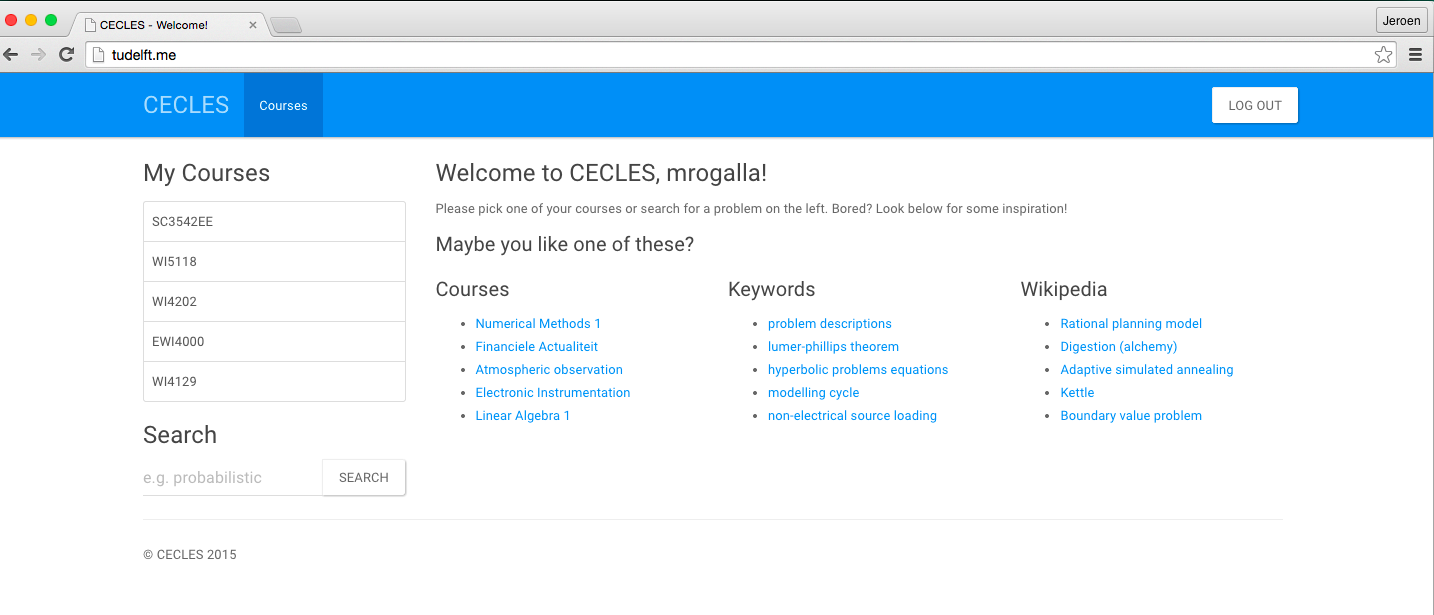 CECLES - Welcome!
Jeroen
tudelft.me
CECLES
Courses
LOG OUT
My Courses
SC3542EE
WI5118
WI4202
EWI4000
WI4129
Search
e.g. probabilistic
SEARCH
Welcome to CECLES, mrogalla!
Please pick one of your courses or search for a problem on the left. Bored? Look below for some inspiration!
Maybe you like one of these?
Courses
Numerical Methods 1
Financiele Actualiteit
Atmospheric observation
Electronic Instrumentation
Linear Algebra 1
Keywords
problem descriptions
lumer-phillips theorem
hyperbolic problems equations
modelling cycle
non-electrical source loading
Wikipedia
Rational planning model
Digestion (alchemy)
Adaptive simulated annealing
Kettle
Boundary value problem
© CECLES 2015